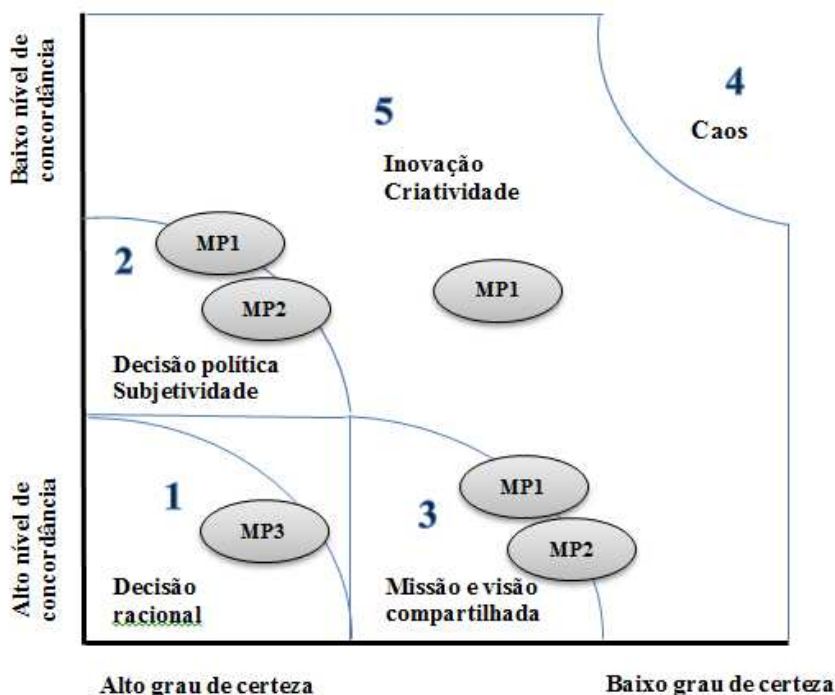 Baixo nível de
concordância
4
Caos
5
Inovação
Criatividade
MP1
2
MP2
MP1
Decisão política
Subjetividade
Alto nível de
concordância
1
MP3
Decisão
racional
3
MP1
MP2
Missão e visão
compartilhada
Alto grau de certeza
Baixo grau de certeza